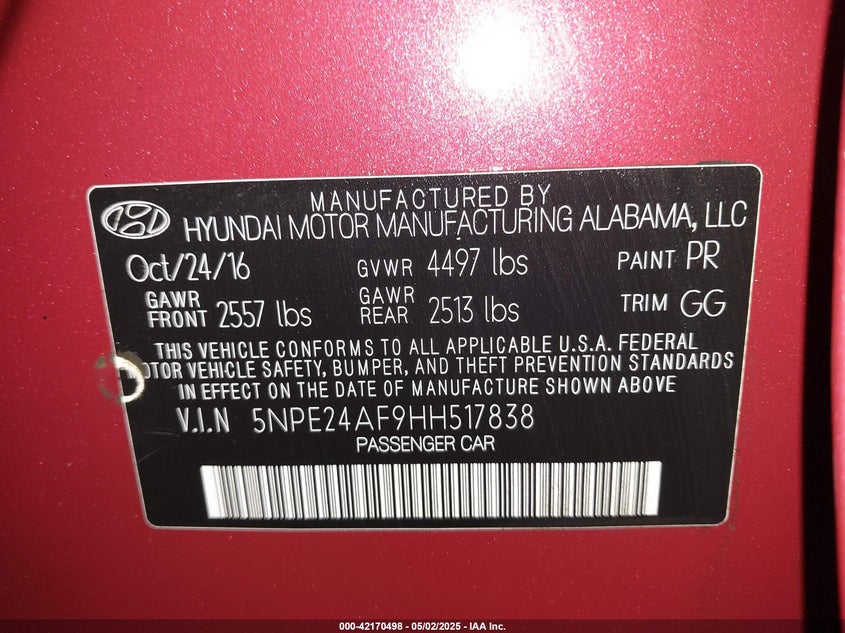 MANUFACTURED BY
HYUNDAI MOTOR MANUFACTURING ALABAMA, LLC
Oct/24/16 GVWR 4497 lbs PAINT PR
GAWR FRONT 2557 lbs GAWR REAR 2513 lbs TRIM GG
THIS VEHICLE CONFORMS TO ALL APPLICABLE U.S.A. FEDERAL
MOTOR VEHICLE SAFETY, BUMPER, AND THEFT PREVENTION STANDARDS
IN EFFECT ON THE DATE OF MANUFACTURE SHOWN ABOVE
V.I.N 5NPE24AF9HH517838
PASSENGER CAR
000-42170498 - 05/02/2025 - IAA Inc.